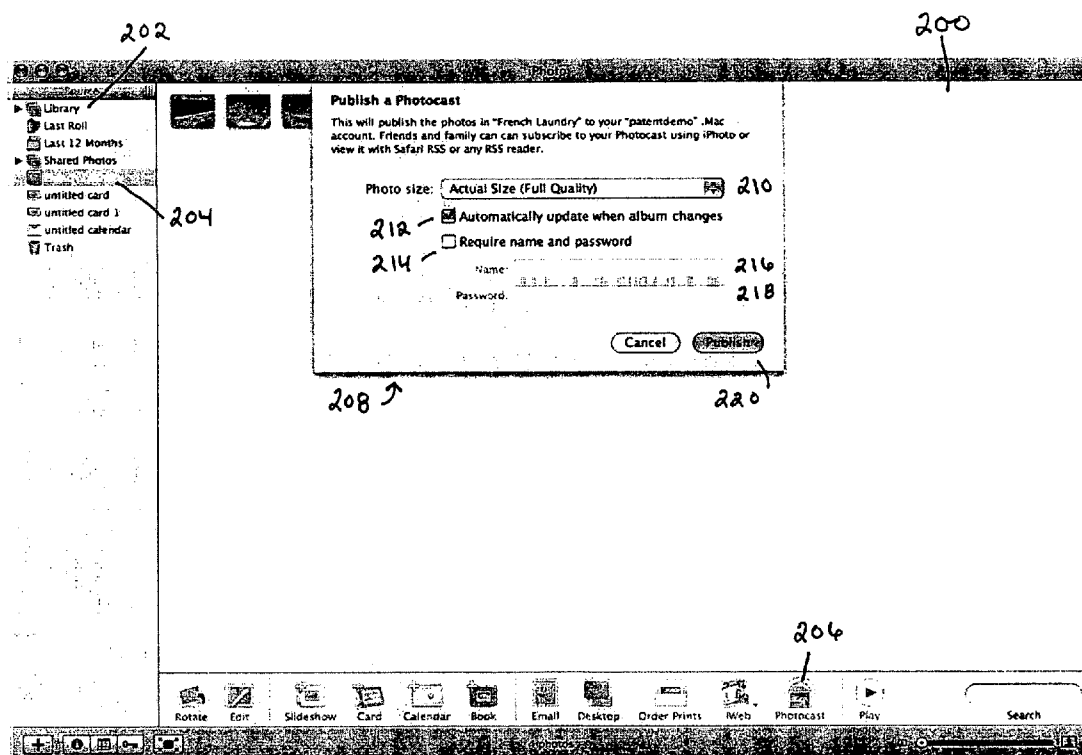 202
200
Photo
Source
Library
Last Roll
Last 12 Months
Shared Photos
untitled card
untitled card 1
untitled calendar
Trash
204
Publish a Photocast
This will publish the photos in "French Laundry" to your "patentdemo" .Mac
account. Friends and family can can subscribe to your Photocast using iPhoto or
view it with Safari RSS or any RSS reader.
Photo size: Actual Size (Full Quality) 210
212 Automatically update when album changes
214 Require name and password
Name: 216
Password: 218
Cancel Publish
208
220
206
Rotate Edit Slideshow Card Calendar Book Email Desktop Order Prints iWeb Photocast Play Search